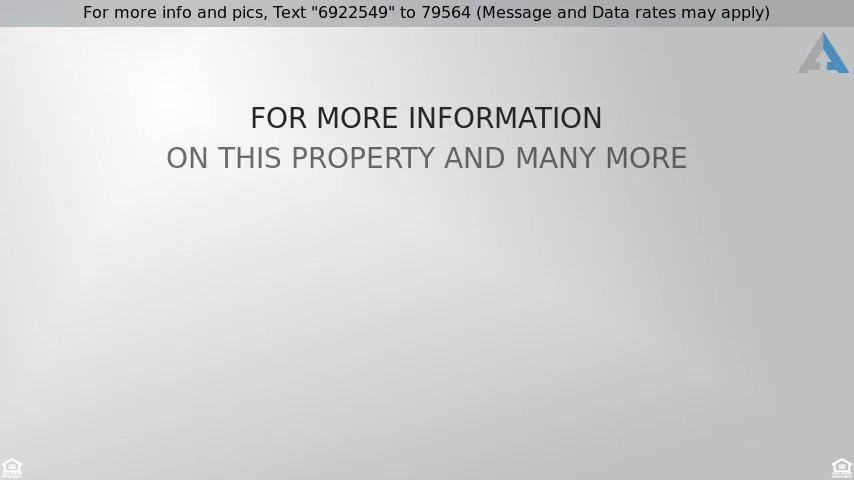 For more info and pics, Text "6922549" to 79564 (Message and Data rates may apply)
FOR MORE INFORMATION
ON THIS PROPERTY AND MANY MORE